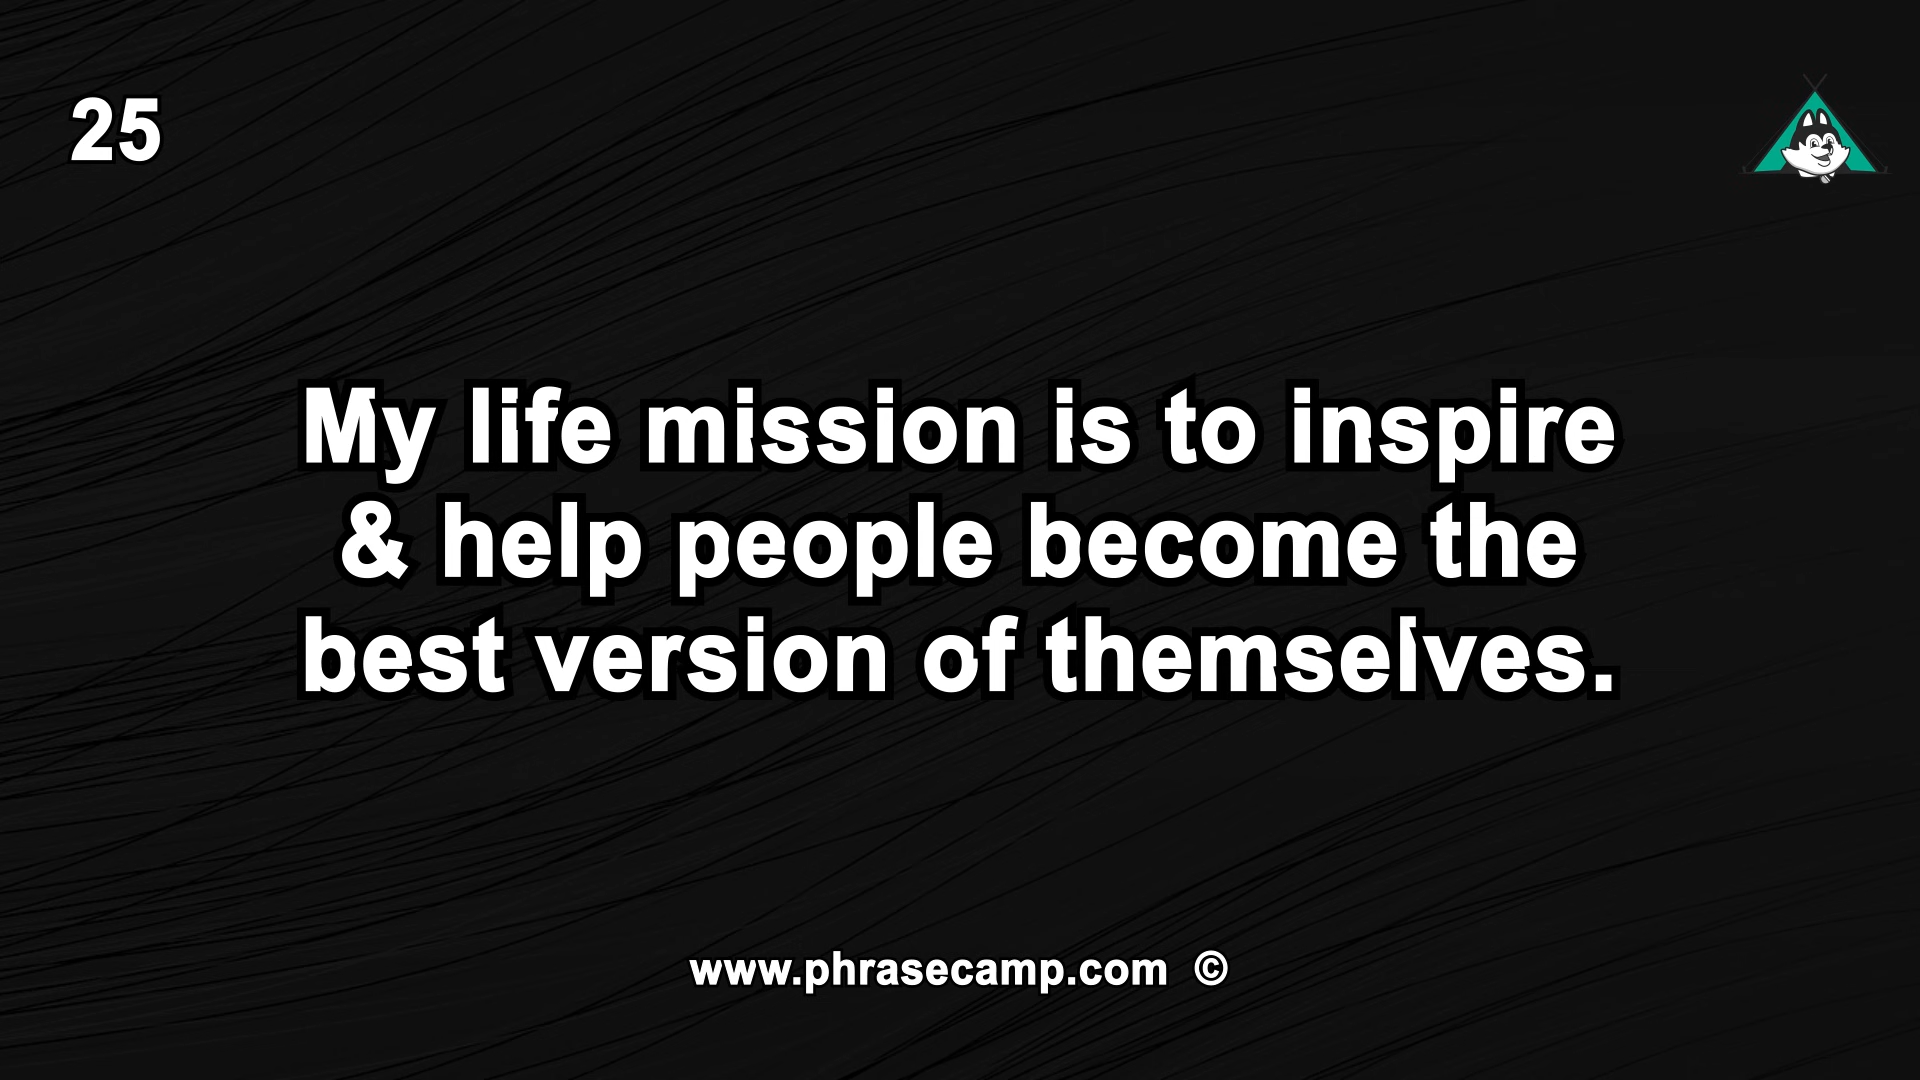 25
My life mission is to inspire
& help people become the
best version of themselves.
www.phrasecamp.com ©